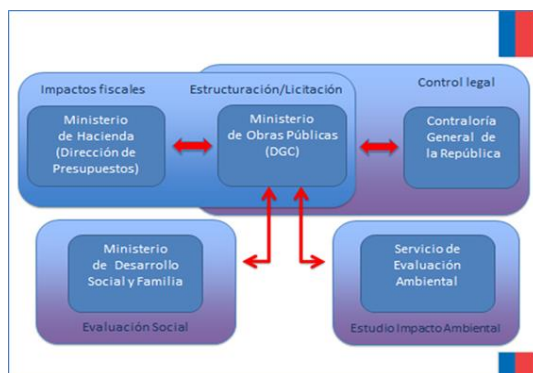 Impactos fiscales
Estructuración/Licitación
Control legal
Ministerio
de Hacienda
(Dirección de
Presupuestos)
Ministerio
de Obras Públicas
(DGC)
Contraloría
General de
la República
Ministerio
de Desarrollo
Social y Familia
Servicio de
Evaluación
Ambiental
Evaluación Social
Estudio Impacto Ambiental